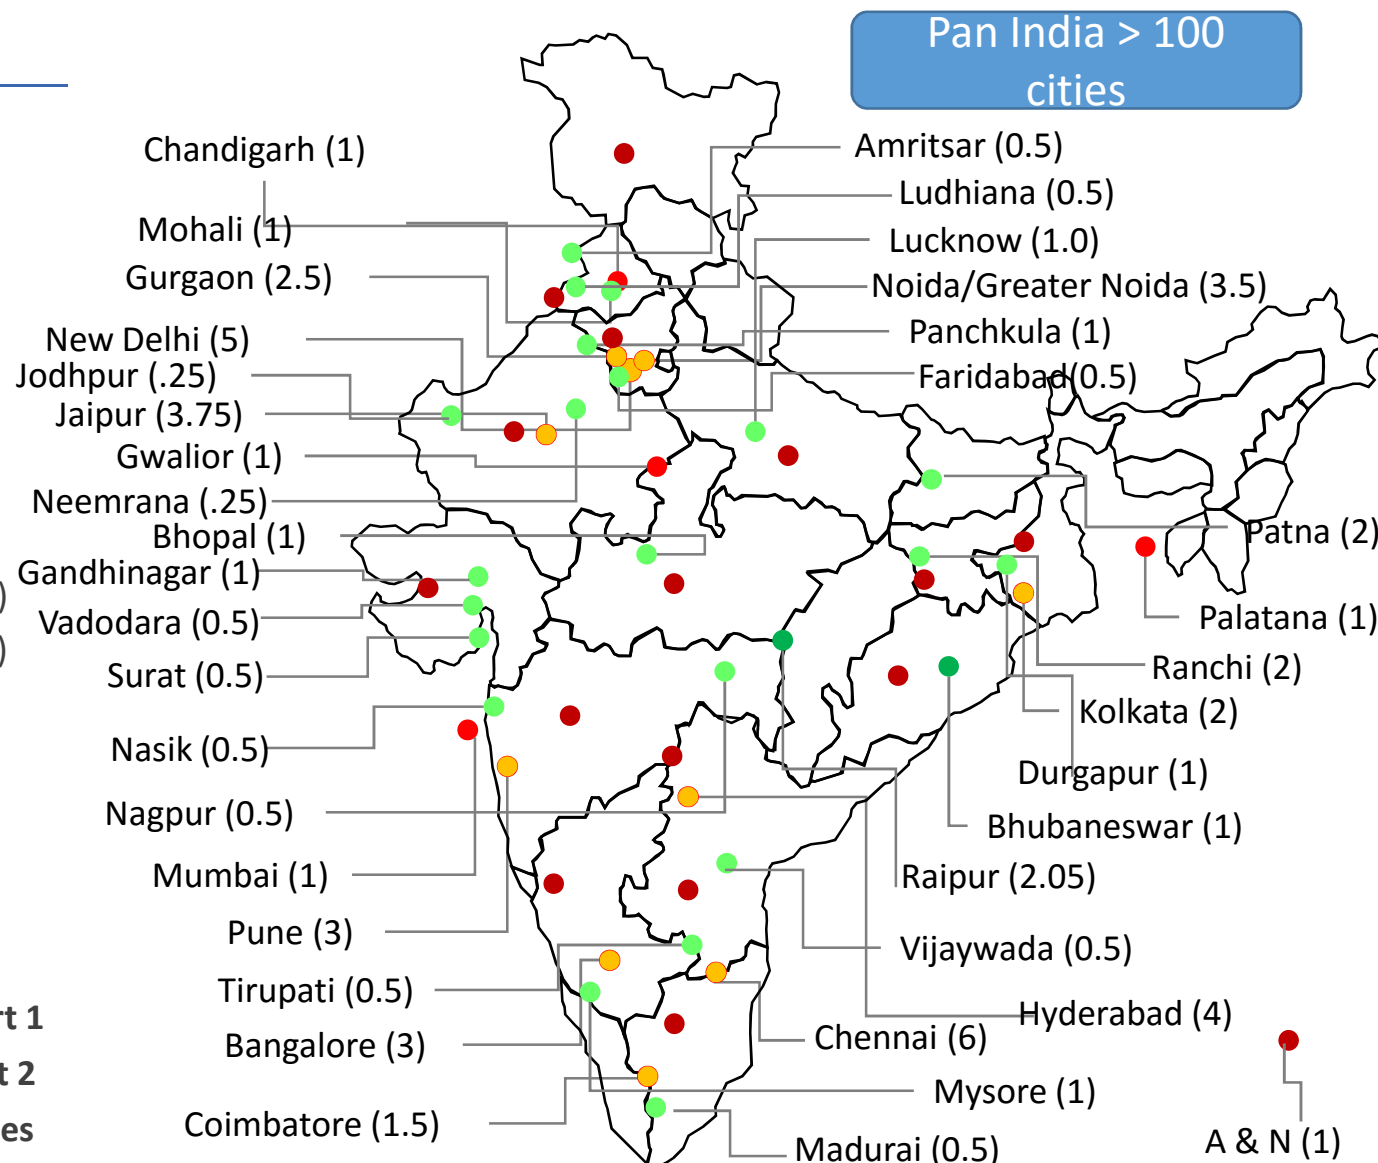 Pan India > 100
cities
Chandigarh (1)
Amritsar (0.5)
Ludhiana (0.5)
Mohali (1)
Lucknow (1.0)
Gurgaon (2.5)
Noida/Greater Noida (3.5)
New Delhi (5)
Panchkula (1)
Jodhpur (.25)
Faridabad(0.5)
Jaipur (3.75)
Gwalior (1)
Neemrana (.25)
Bhopal (1)
Patna (2)
Gandhinagar (1)
)
Vadodara (0.5)
Palatana (1)
)
Surat (0.5)
Ranchi (2)
Kolkata (2)
Nasik (0.5)
Durgapur (1)
Nagpur (0.5)
Bhubaneswar (1)
Mumbai (1)
Raipur (2.05)
Pune (3)
Vijaywada (0.5)
Tirupati (0.5)
Hyderabad (4)
rt 1
Chennai (6)
Bangalore (3)
t 2
Mysore (1)
Coimbatore (1.5)
es
Madurai (0.5)
A & N (1)